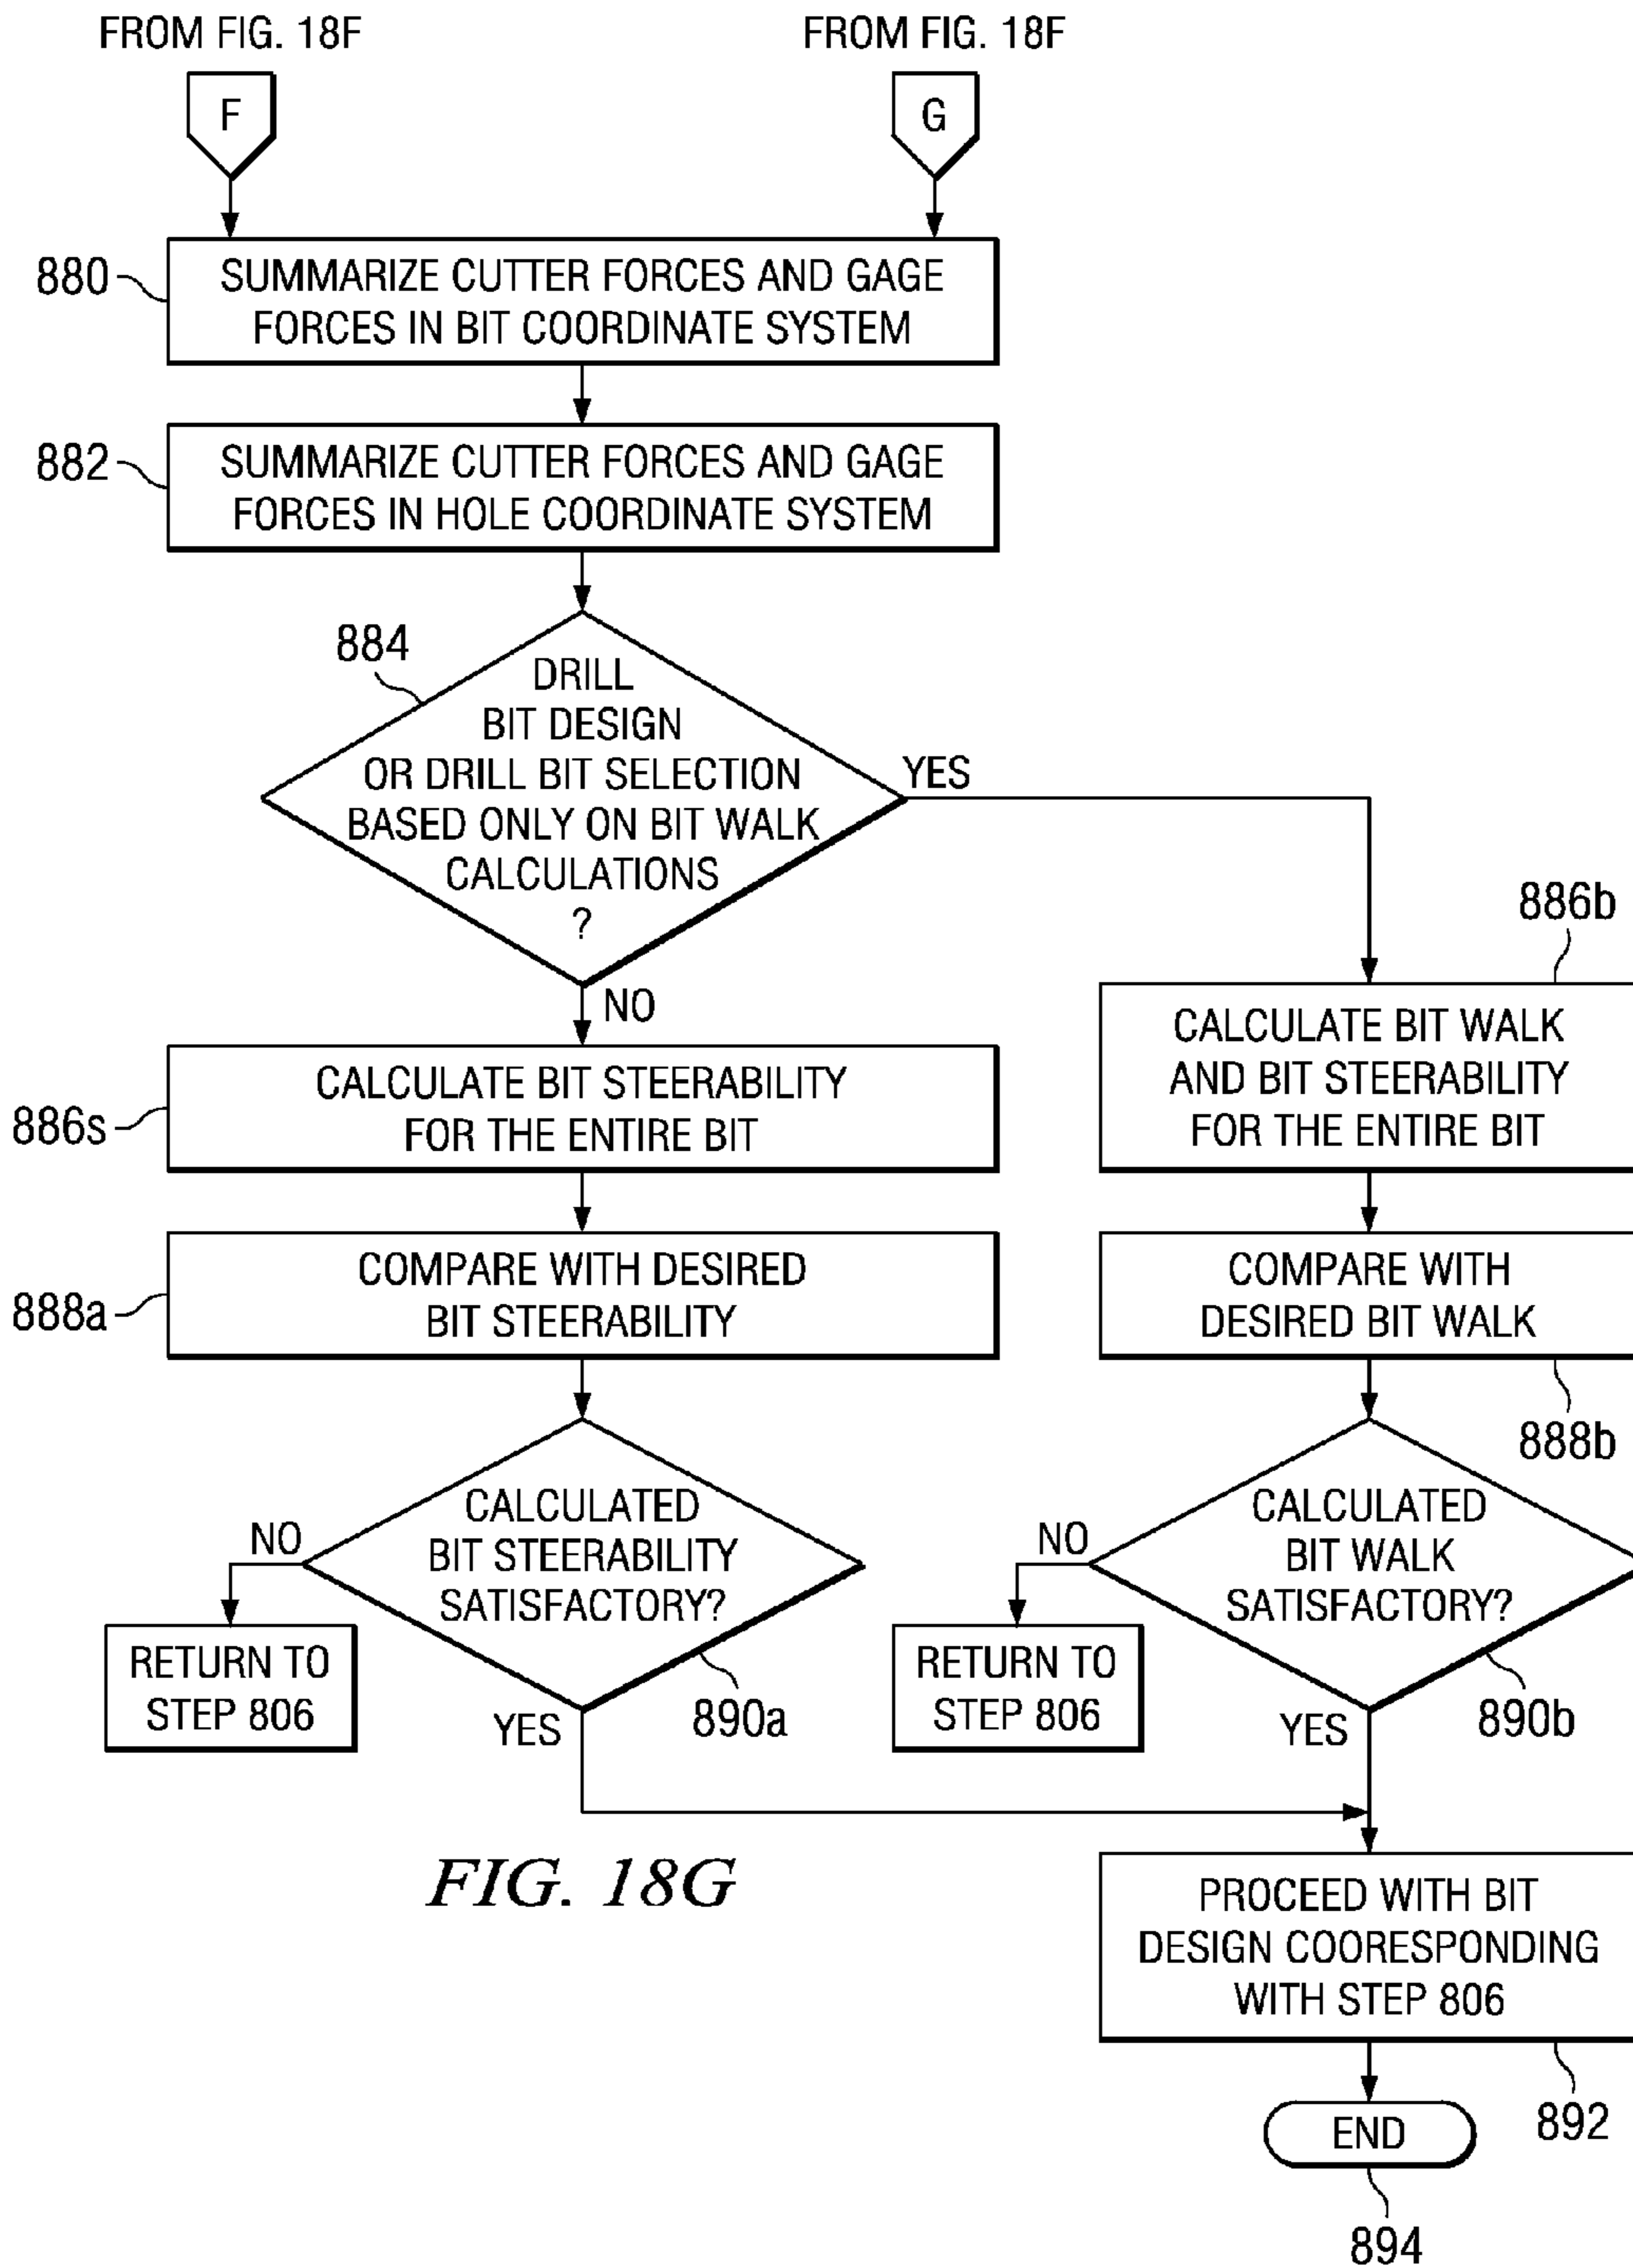 FROM FIG. 18F
FROM FIG. 18F
F
G
880
SUMMARIZE CUTTER FORCES AND GAGE
FORCES IN BIT COORDINATE SYSTEM
882
SUMMARIZE CUTTER FORCES AND GAGE
FORCES IN HOLE COORDINATE SYSTEM
884
DRILL
BIT DESIGN
OR DRILL BIT SELECTION
BASED ONLY ON BIT WALK
CALCULATIONS
?
YES
NO
886s
CALCULATE BIT STEERABILITY
FOR THE ENTIRE BIT
886b
CALCULATE BIT WALK
AND BIT STEERABILITY
FOR THE ENTIRE BIT
888a
COMPARE WITH DESIRED
BIT STEERABILITY
COMPARE WITH
DESIRED BIT WALK
888b
CALCULATED
BIT STEERABILITY
SATISFACTORY?
NO
RETURN TO
STEP 806
YES
890a
CALCULATED
BIT WALK
SATISFACTORY?
NO
RETURN TO
STEP 806
YES
890b
PROCEED WITH BIT
DESIGN COORESPONDING
WITH STEP 806
892
END
894
FIG. 18G